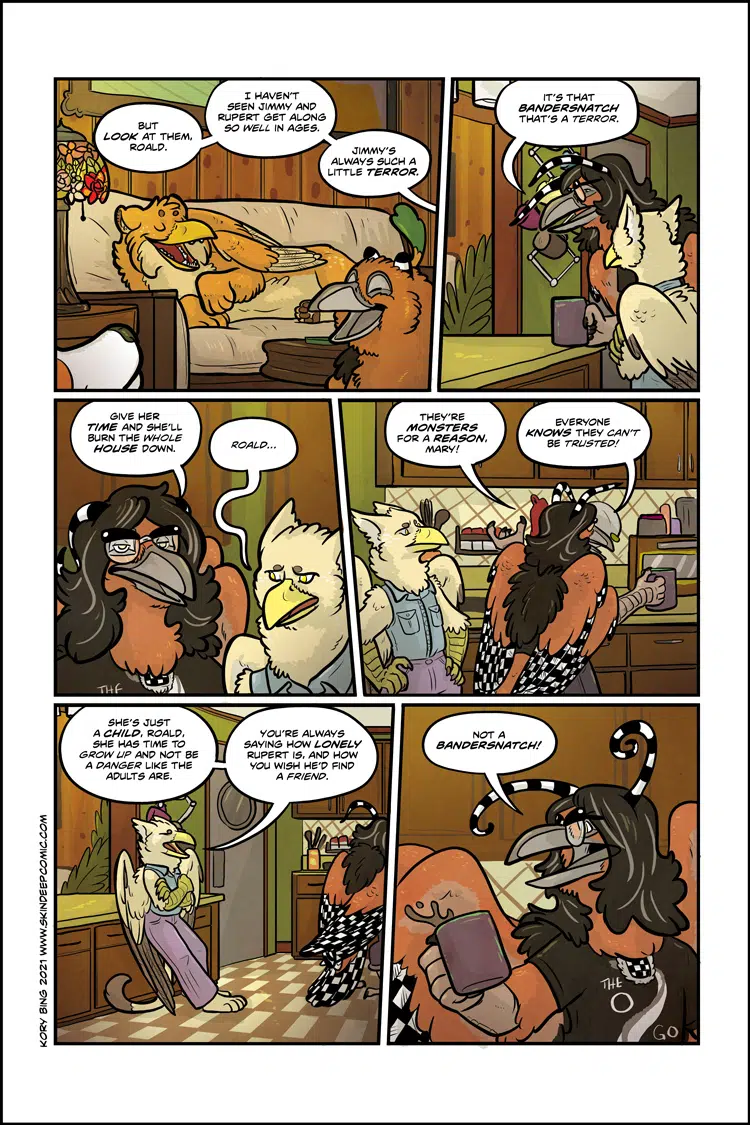 BUT
LOOK AT THEM,
ROALD.
I HAVEN'T
SEEN JIMMY AND
RUPERT GET ALONG
SO WELL IN AGES.
JIMMY'S
ALWAYS SUCH A
LITTLE TERROR.
IT'S THAT
BANDERSNATCH
THAT'S A TERROR.
GIVE HER
TIME AND SHE'LL
BURN THE WHOLE
HOUSE DOWN.
ROALD...
THE
THEY'RE
MONSTERS
FOR A REASON,
MARY!
EVERYONE
KNOWS THEY CAN'T
BE TRUSTED!
SHE'S JUST
A CHILD, ROALD,
SHE HAS TIME TO
GROW UP AND NOT BE
A DANGER LIKE THE
ADULTS ARE.
YOU'RE ALWAYS
SAYING HOW LONELY
RUPERT IS, AND HOW
YOU WISH HE'D FIND
A FRIEND.
NOT A
BANDERSNATCH!
THE
O
GO
KORY BING 2021 WWW.SKINDEEPCOMIC.COM